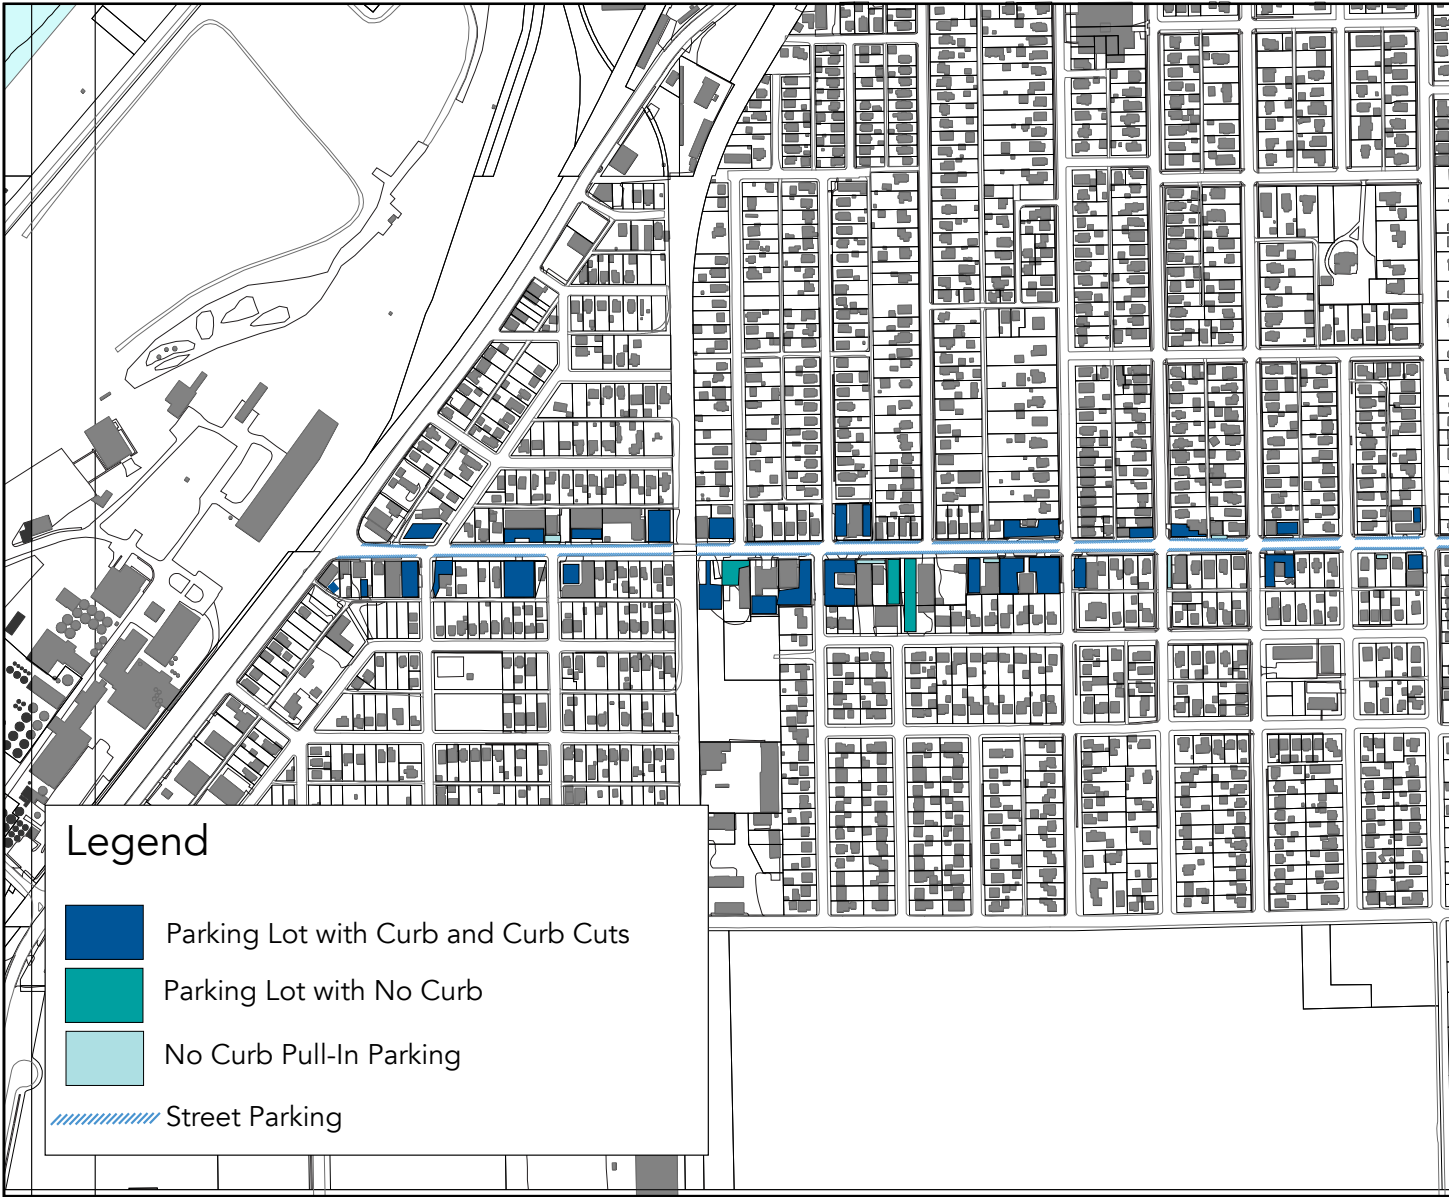 Legend
Parking Lot with Curb and Curb Cuts
Parking Lot with No Curb
No Curb Pull-In Parking
Street Parking